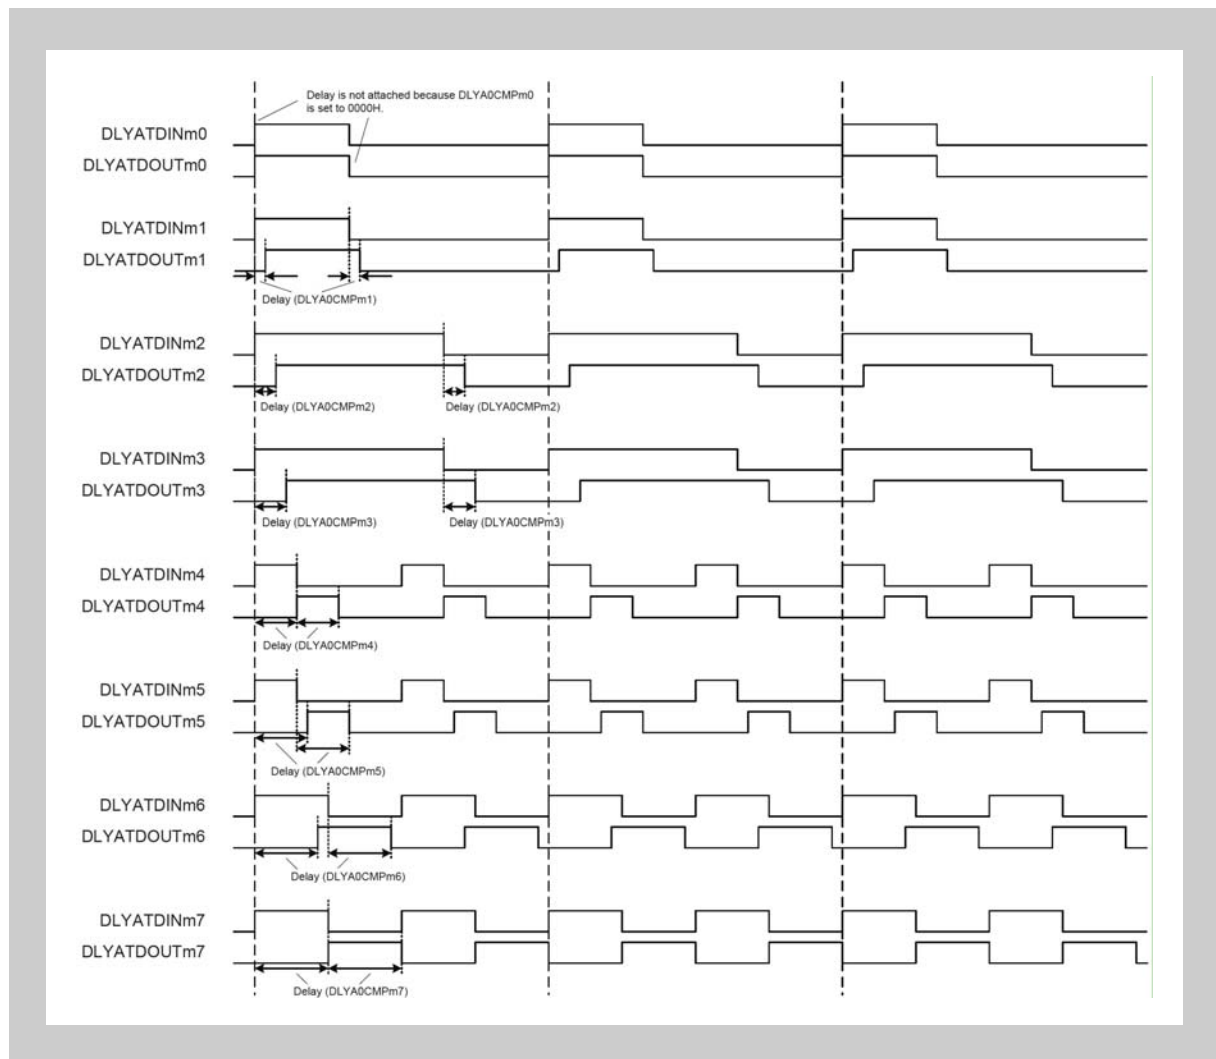 Delay is not attached because DLYA0CMPm0
is set to 0000H.
DLYATDINm0
DLYATDOUTm0
DLYATDINm1
DLYATDOUTm1
Delay (DLYA0CMPm1)
DLYATDINm2
DLYATDOUTm2
Delay (DLYA0CMPm2) Delay (DLYA0CMPm2)
DLYATDINm3
DLYATDOUTm3
Delay (DLYA0CMPm3) Delay (DLYA0CMPm3)
DLYATDINm4
DLYATDOUTm4
Delay (DLYA0CMPm4)
DLYATDINm5
DLYATDOUTm5
Delay (DLYA0CMPm5)
DLYATDINm6
DLYATDOUTm6
Delay (DLYA0CMPm6)
DLYATDINm7
DLYATDOUTm7
Delay (DLYA0CMPm7)